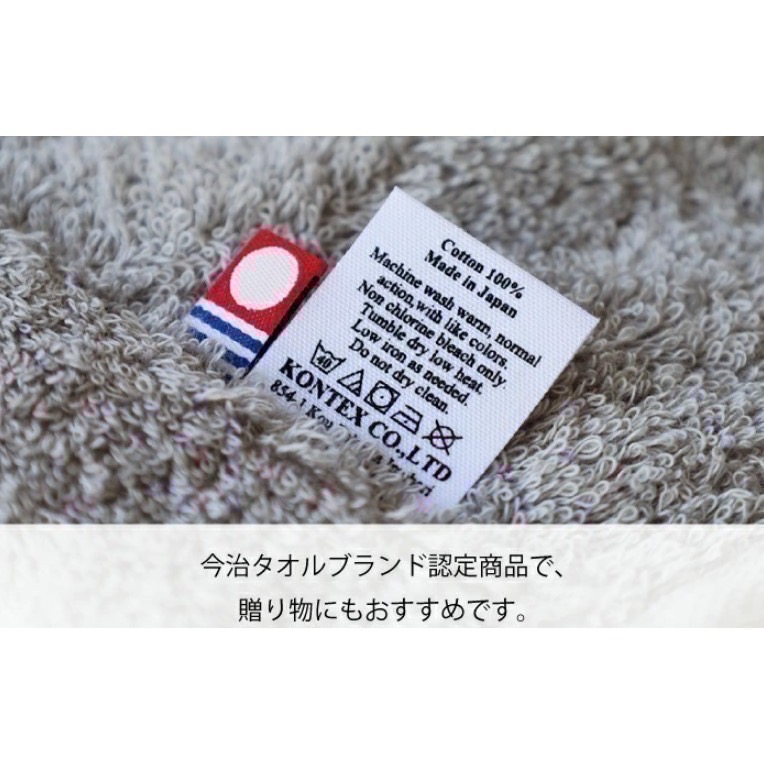 Cotton 100%
Made in Japan
Machine wash warm, normal
action,with like colors.
Non chlorine bleach only.
Tumble dry low heat.
Low iron as needed.
Do not dry clean.
40
KONTEX CO.,LTD
854-1
今治タオルブランド認定商品で、
贈り物にもおすすめです。